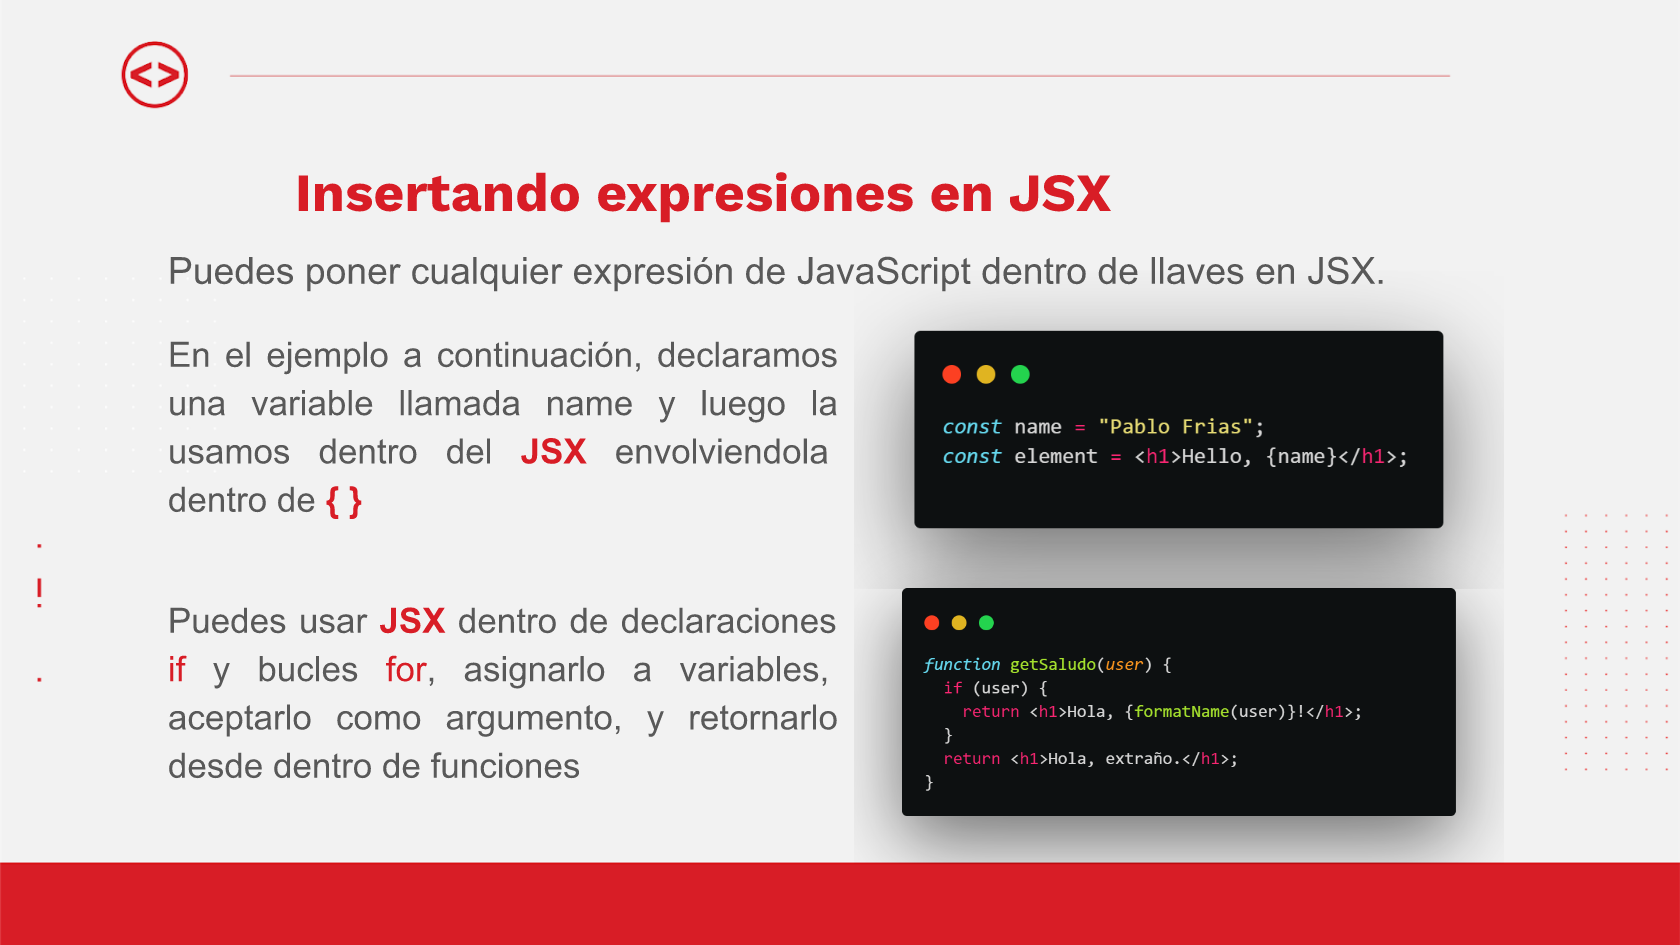 <>
Insertando expresiones en JSX
Puedes poner cualquier expresión de JavaScript dentro de llaves en JSX.
En el ejemplo a continuación, declaramos
una variable llamada name y luego la
usamos dentro del JSX envolviendola
dentro de { }
const name = "Pablo Frias";
const element = <h1>Hello, {name}</h1>;
Puedes usar JSX dentro de declaraciones
if y bucles for, asignarlo a variables,
aceptarlo como argumento, y retornarlo
desde dentro de funciones
function getSaludo(user) {
  if (user) {
    return <h1>Hola, {formatName(user)}!</h1>;
  }
  return <h1>Hola, extraño.</h1>;
}